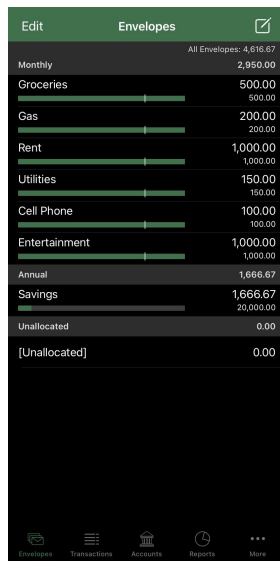 Edit Envelopes
All Envelopes: 4,616.67
Monthly 2,950.00
Groceries 500.00
500.00
Gas 200.00
200.00
Rent 1,000.00
1,000.00
Utilities 150.00
150.00
Cell Phone 100.00
100.00
Entertainment 1,000.00
1,000.00
Annual 1,666.67
Savings 1,666.67
20,000.00
Unallocated 0.00
[Unallocated] 0.00
Envelopes Transactions Accounts Reports More